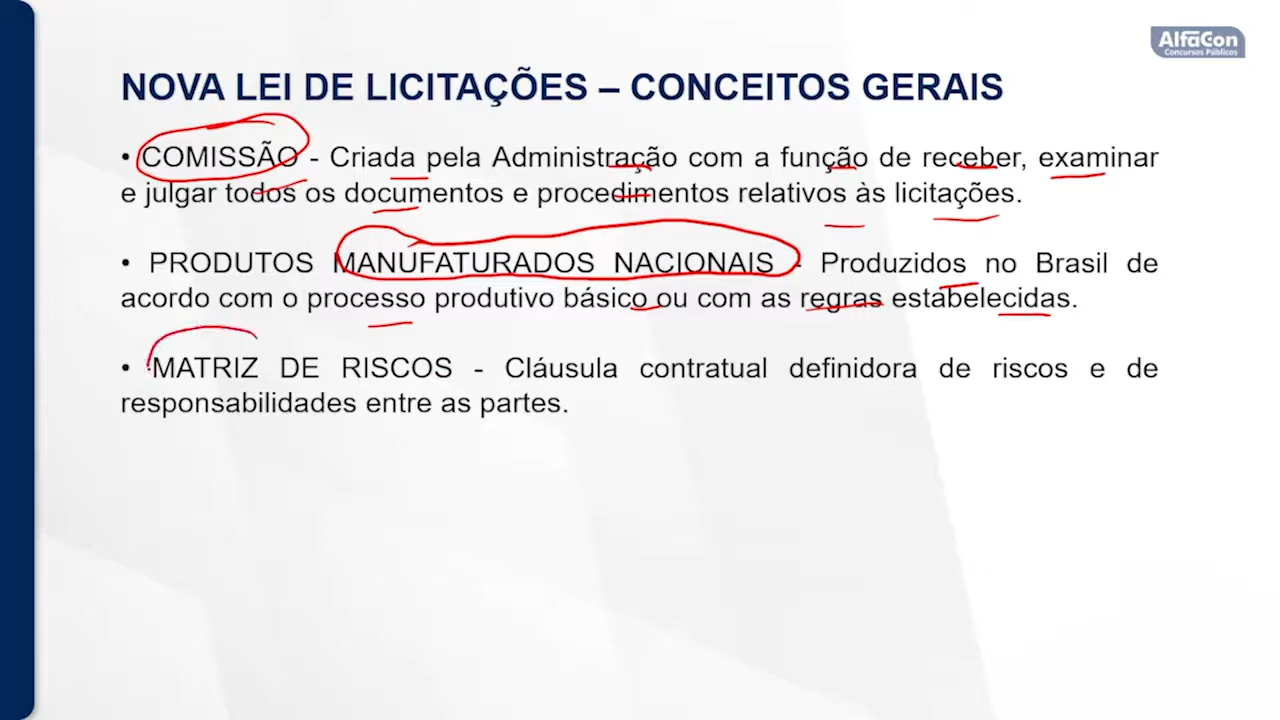 AlfaCon
Concursos Públicos
NOVA LEI DE LICITAÇÕES – CONCEITOS GERAIS
• COMISSÃO - Criada pela Administração com a função de receber, examinar
e julgar todos os documentos e procedimentos relativos às licitações.
• PRODUTOS MANUFATURADOS NACIONAIS - Produzidos no Brasil de
acordo com o processo produtivo básico ou com as regras estabelecidas.
• MATRIZ DE RISCOS - Cláusula contratual definidora de riscos e de
responsabilidades entre as partes.